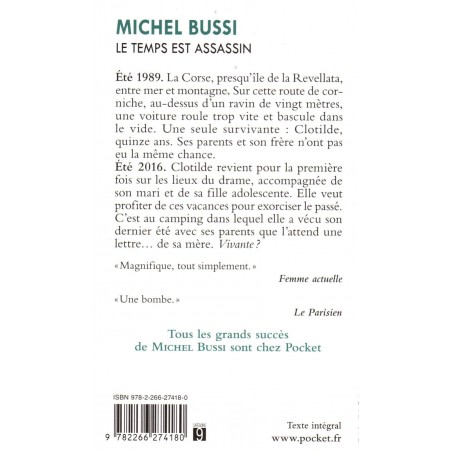 MICHEL BUSSI
LE TEMPS EST ASSASSIN
Été 1989. La Corse, presqu'île de la Revellata,
entre mer et montagne. Sur cette route de cor-
niche, au-dessus d'un ravin de vingt mètres,
une voiture roule trop vite et bascule dans
le vide. Une seule survivante : Clotilde,
quinze ans. Ses parents et son frère n'ont pas
eu la même chance.
Été 2016. Clotilde revient pour la première
fois sur les lieux du drame, accompagnée de
son mari et de sa fille adolescente. Elle veut
profiter de ces vacances pour exorciser le passé.
C'est au camping dans lequel elle a vécu son
dernier été avec ses parents que l'attend une
lettre... de sa mère. Vivante ?
« Magnifique, tout simplement. »
Femme actuelle
« Une bombe. »
Le Parisien
Tous les grands succès
de MICHEL BUSSI sont chez Pocket
ISBN 978-2-266-27418-0
9 782266 274180
9
Texte intégral
www.pocket.fr